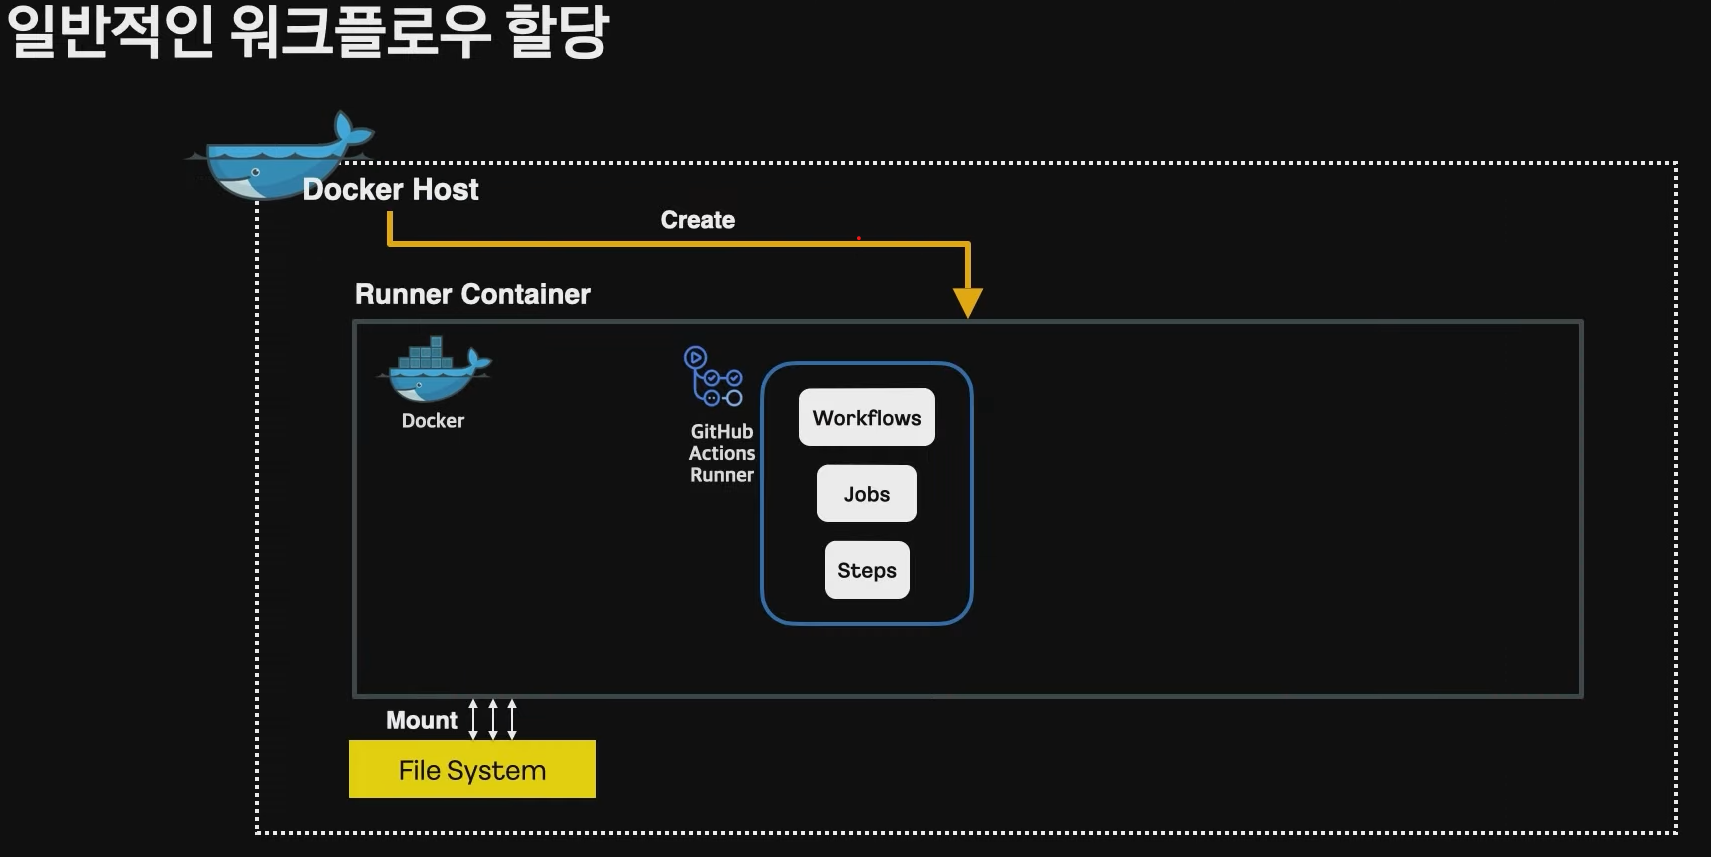 일반적인 워크플로우 할당
Docker Host
Create
Runner Container
Docker
GitHub
Actions
Runner
Workflows
Jobs
Steps
Mount
File System